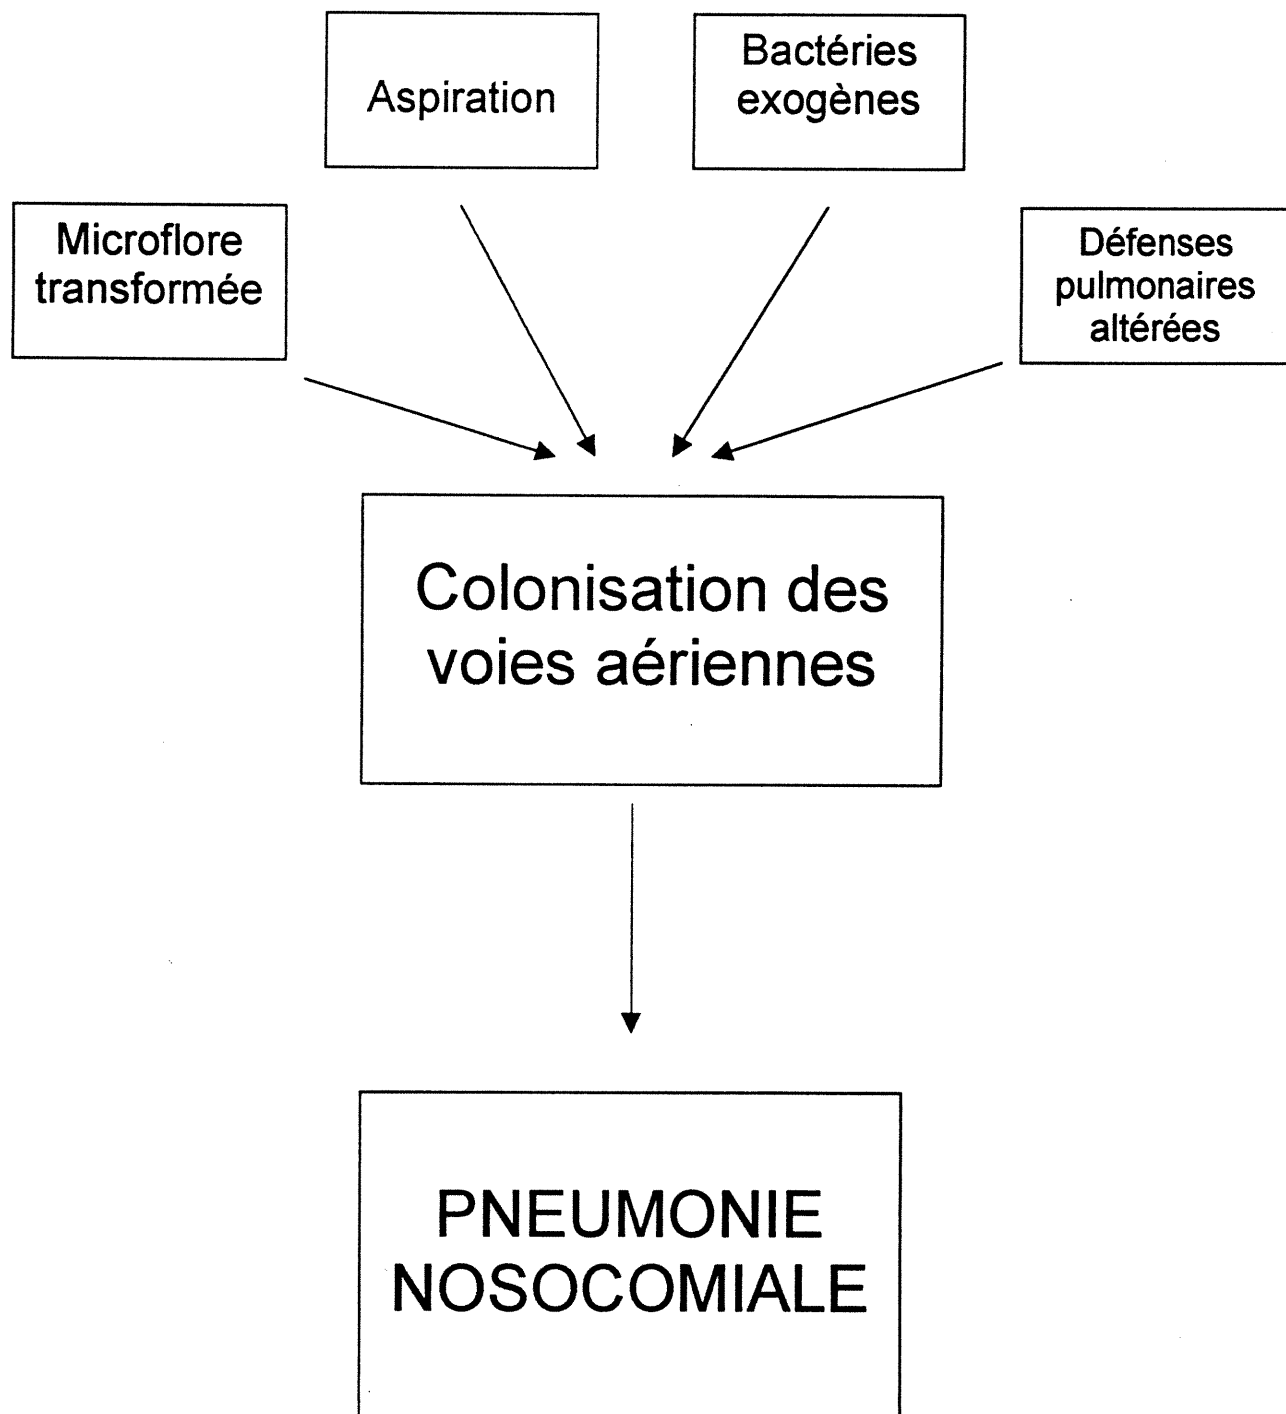 Aspiration
Bactéries
exogènes
Microflore
transformée
Défenses
pulmonaires
altérées
Colonisation des
voies aériennes
PNEUMONIE
NOSOCOMIALE